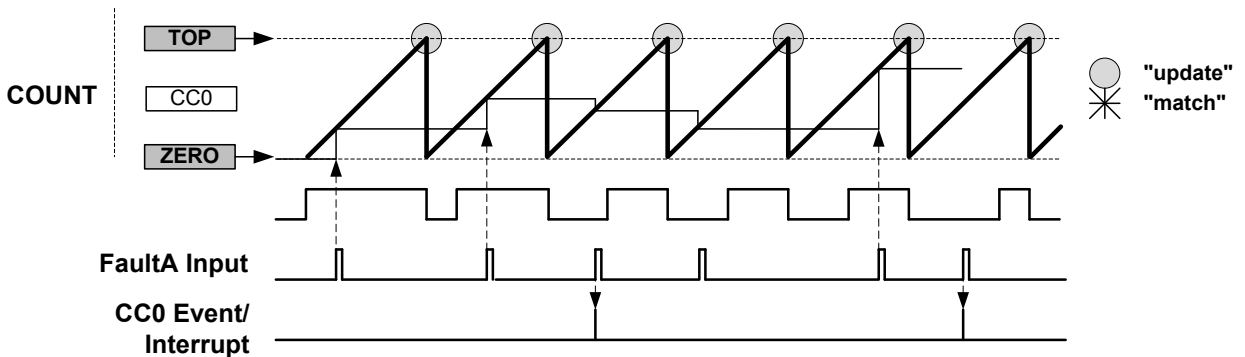 TOP
"update"
COUNT
CC0
"match"
ZERO
FaultA Input
CC0 Event/
Interrupt